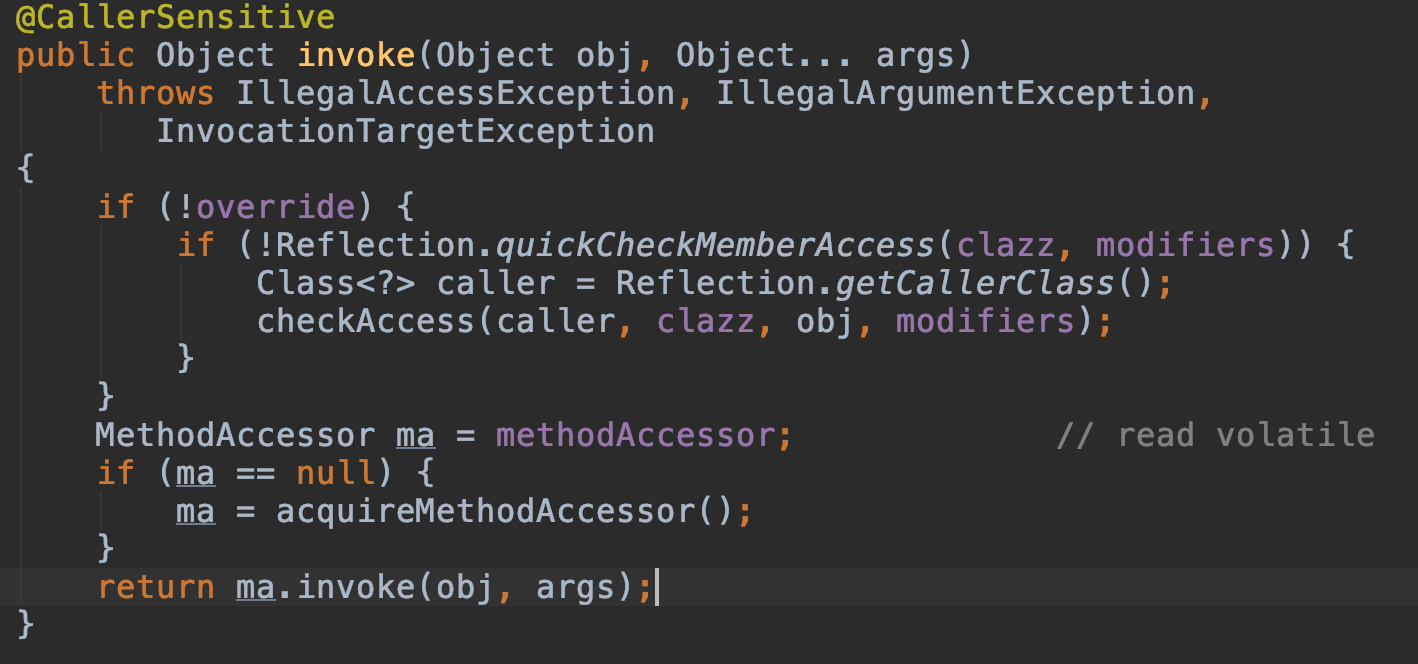 @CallerSensitive
public Object invoke(Object obj, Object... args)
    throws IllegalAccessException, IllegalArgumentException,
       InvocationTargetException
{
    if (!override) {
        if (!Reflection.quickCheckMemberAccess(clazz, modifiers)) {
            Class<?> caller = Reflection.getCallerClass();
            checkAccess(caller, clazz, obj, modifiers);
        }
    }
    MethodAccessor ma = methodAccessor;             // read volatile
    if (ma == null) {
        ma = acquireMethodAccessor();
    }
    return ma.invoke(obj, args);
}